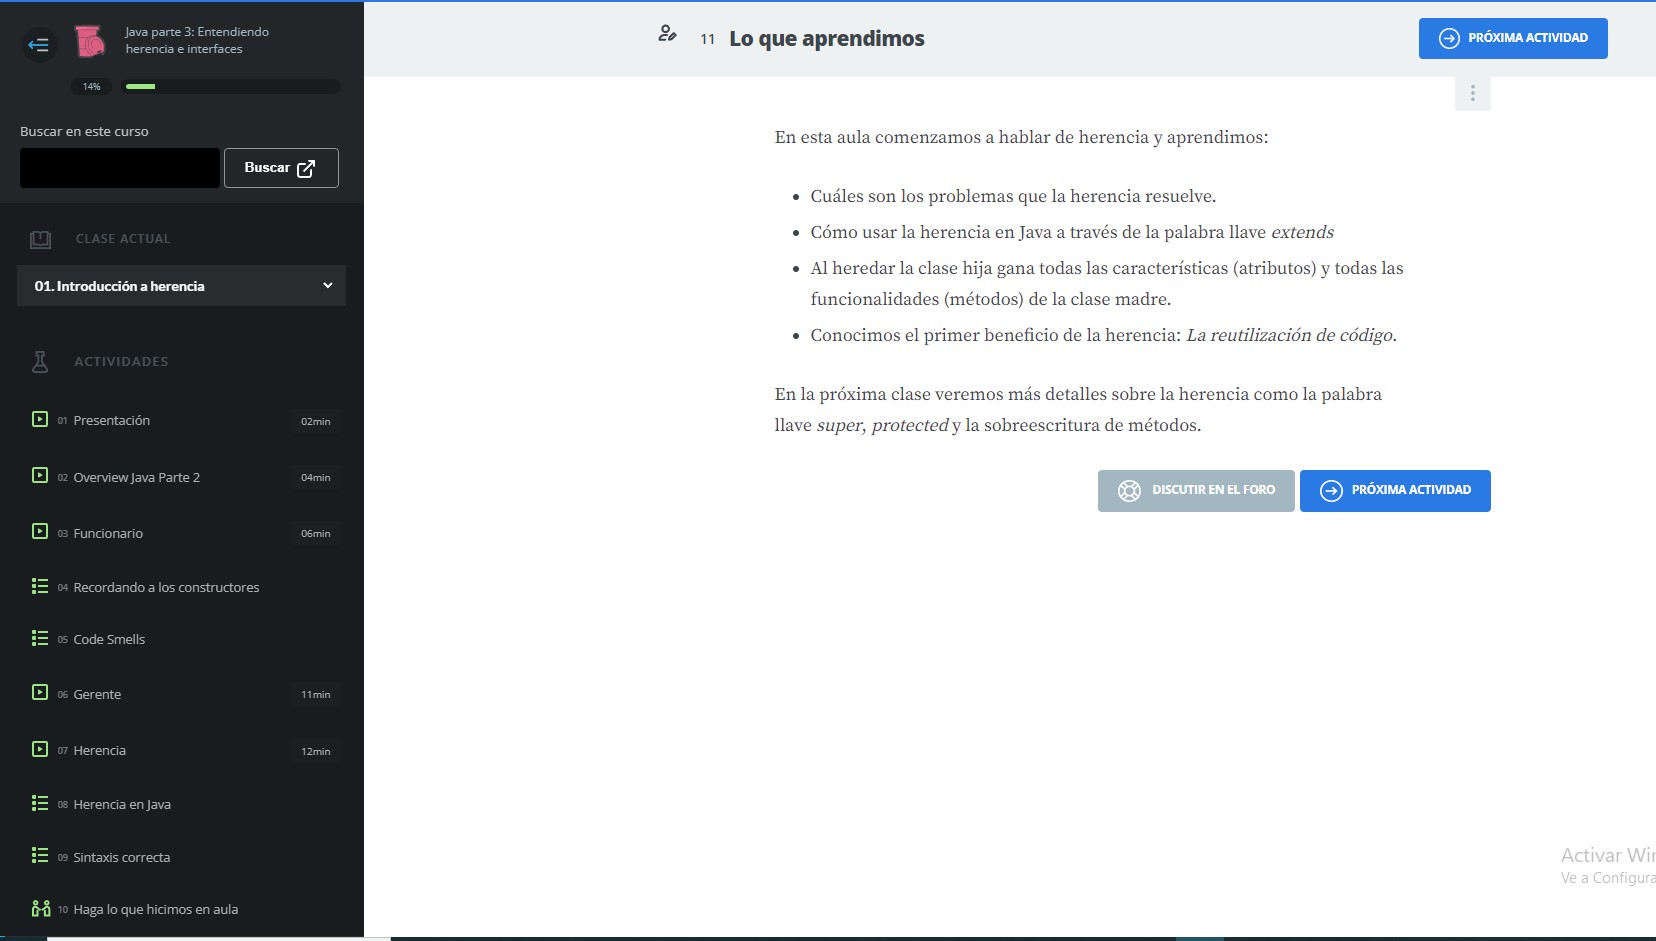 Java parte 3: Entendiendo
herencia e interfaces
14%
Buscar en este curso
Buscar
CLASE ACTUAL
01. Introducción a herencia
ACTIVIDADES
01 Presentación 02min
02 Overview Java Parte 2 04min
03 Funcionario 06min
04 Recordando a los constructores
05 Code Smells
06 Gerente 11min
07 Herencia 12min
08 Herencia en Java
09 Sintaxis correcta
10 Haga lo que hicimos en aula
11 Lo que aprendimos
PRÓXIMA ACTIVIDAD
En esta aula comenzamos a hablar de herencia y aprendimos:
• Cuáles son los problemas que la herencia resuelve.
• Cómo usar la herencia en Java a través de la palabra llave extends
• Al heredar la clase hija gana todas las características (atributos) y todas las
funcionalidades (métodos) de la clase madre.
• Conocimos el primer beneficio de la herencia: La reutilización de código.
En la próxima clase veremos más detalles sobre la herencia como la palabra
llave super, protected y la sobreescritura de métodos.
DISCUTIR EN EL FORO
PRÓXIMA ACTIVIDAD
Activar Wi
Ve a Configura